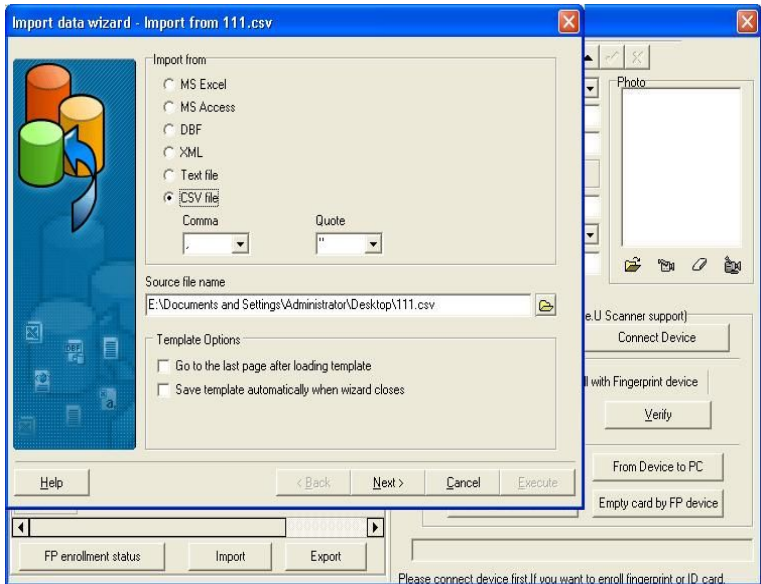 Import data wizard - Import from 111.csv
Import from
MS Excel
MS Access
DBF
XML
Text file
CSV file
Comma
Quote
,
"
Source file name
E:\Documents and Settings\Administrator\Desktop\111.csv
Template Options
Go to the last page after loading template
Save template automatically when wizard closes
Help
< Back
Next >
Cancel
Execute
Photo
e.U Scanner support)
Connect Device
ll with Fingerprint device
Verify
From Device to PC
Empty card by FP device
FP enrollment status
Import
Export
Please connect device first.If you want to enroll fingerprint or ID card,